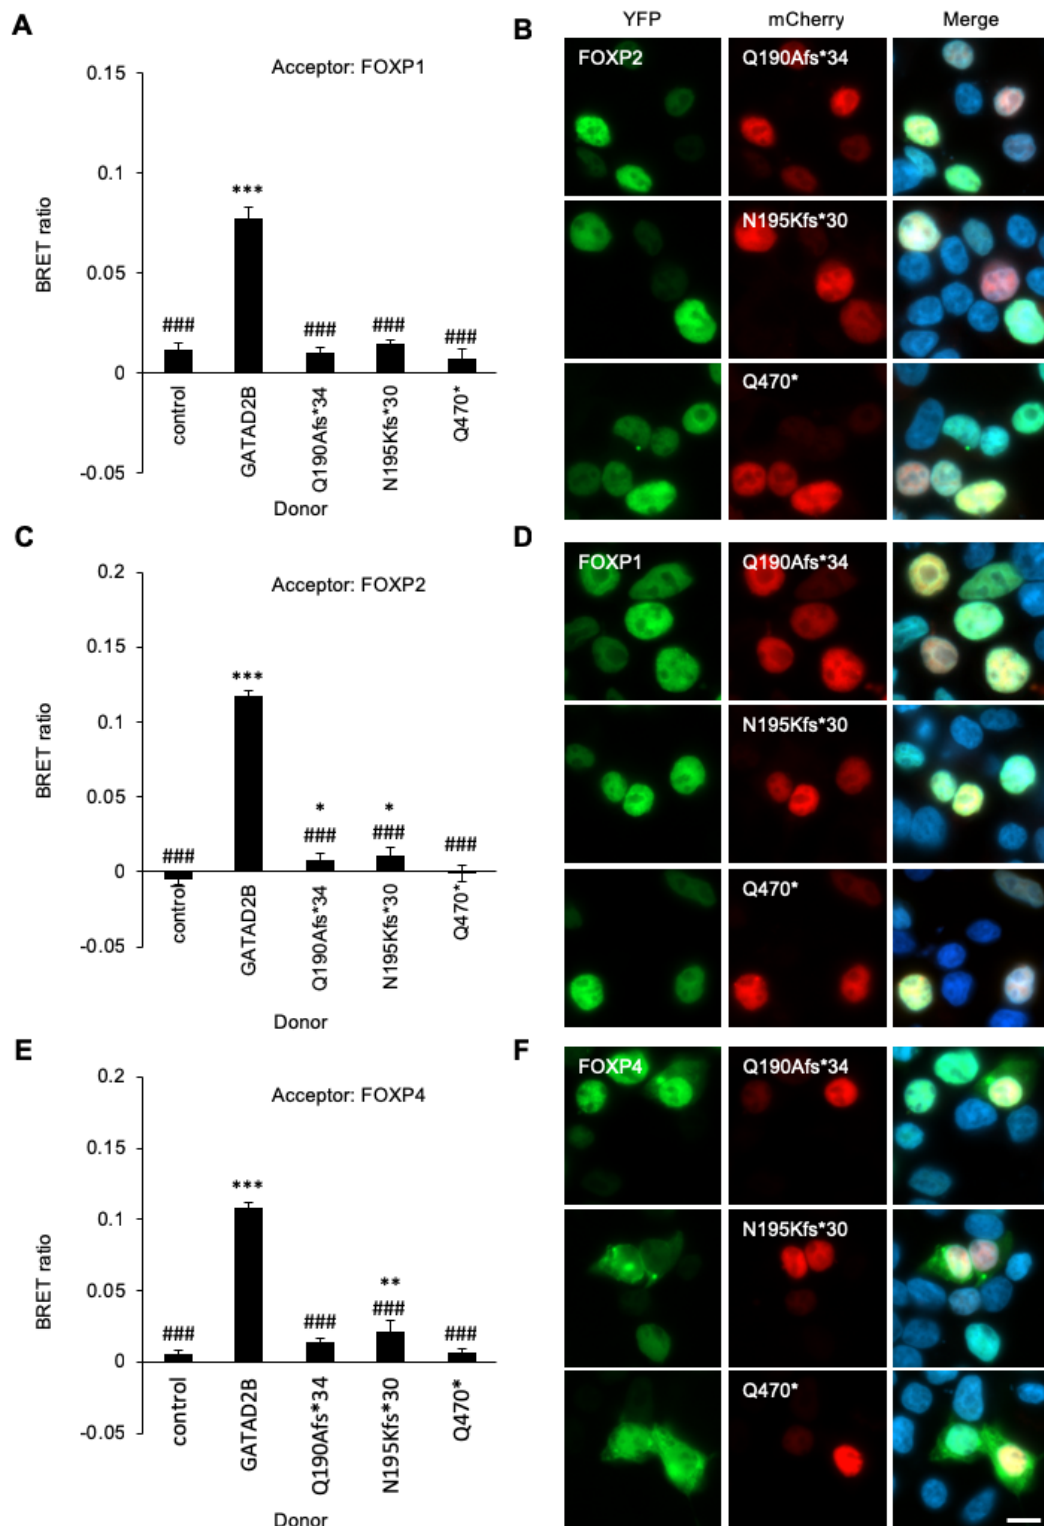 A
Acceptor: FOXP1
0.15
0.1
0.05
0
-0.05
BRET ratio
***
###
###
###
###
control
GATAD2B
Q190Afs*34
N195Kfs*30
Q470*
Donor
B
YFP
mCherry
Merge
FOXP2
Q190Afs*34
N195Kfs*30
Q470*
C
Acceptor: FOXP2
0.2
0.15
0.1
0.05
0
-0.05
BRET ratio
***
*
*
###
###
###
###
control
GATAD2B
Q190Afs*34
N195Kfs*30
Q470*
Donor
D
FOXP1
Q190Afs*34
N195Kfs*30
Q470*
E
Acceptor: FOXP4
0.2
0.15
0.1
0.05
0
-0.05
BRET ratio
***
**
###
###
###
###
control
GATAD2B
Q190Afs*34
N195Kfs*30
Q470*
Donor
F
FOXP4
Q190Afs*34
N195Kfs*30
Q470*